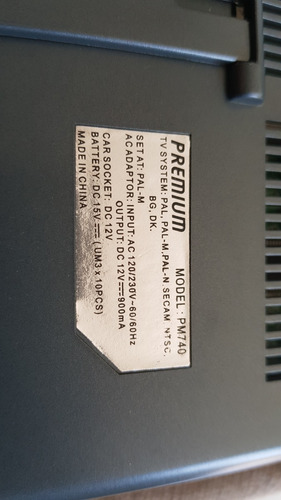 PREMIUM MODEL: PM740
TV SYSTEM: PAL, PAL-M, PAL-N SECAM NTSC.
BG, DK.
SET AT: PAL-M
AC ADAPTOR: INPUT: AC 120/230V~60/60Hz
OUTPUT: DC 12V⎓900mA
CAR SOCKET: DC 12V
BATTERY: DC 15V⎓(UM3 x 10PCS)
MADE IN CHINA